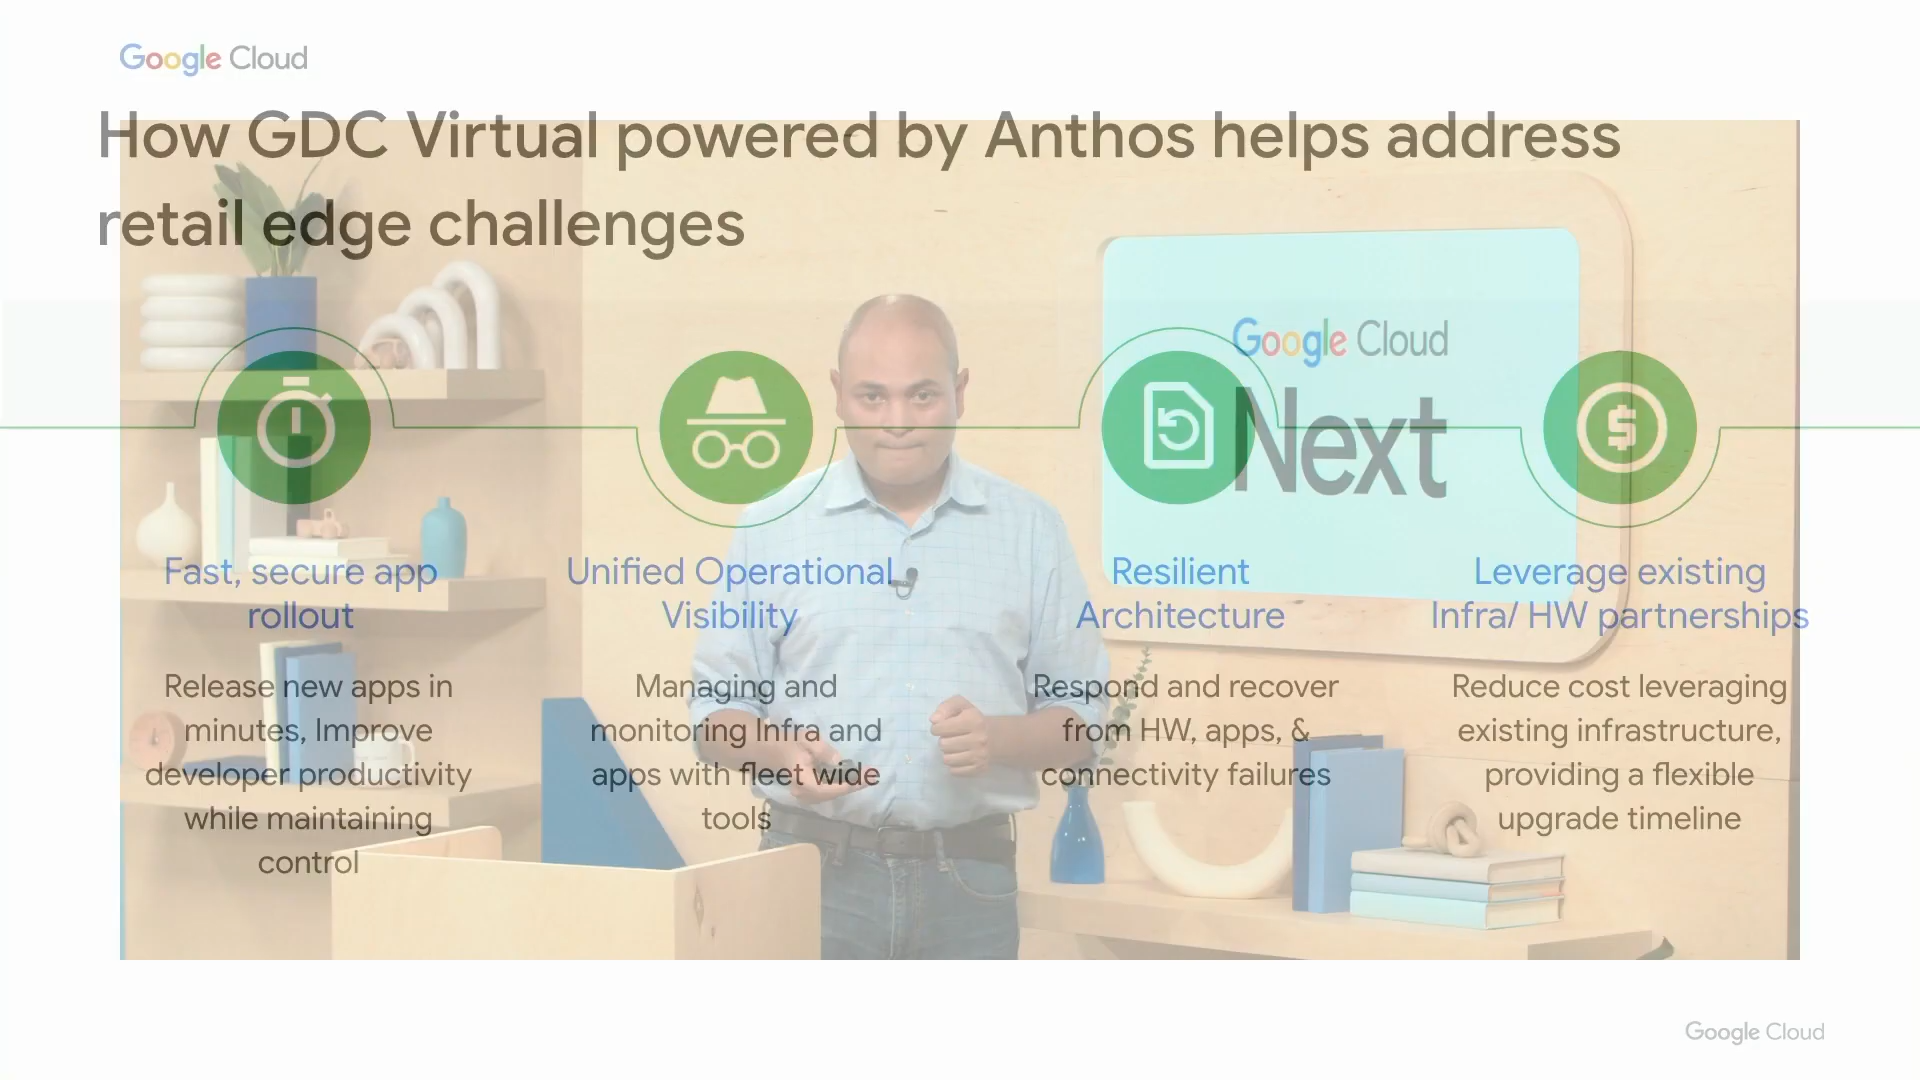 Google Cloud
How GDC Virtual powered by Anthos helps address
retail edge challenges
Google Cloud
Next
Fast, secure app
rollout
Release new apps in
minutes, Improve
developer productivity
while maintaining
control
Unified Operational
Visibility
Managing and
monitoring Infra and
apps with fleet wide
tools
Resilient
Architecture
Respond and recover
from HW, apps, &
connectivity failures
Leverage existing
Infra/ HW partnerships
Reduce cost leveraging
existing infrastructure,
providing a flexible
upgrade timeline
Google Cloud